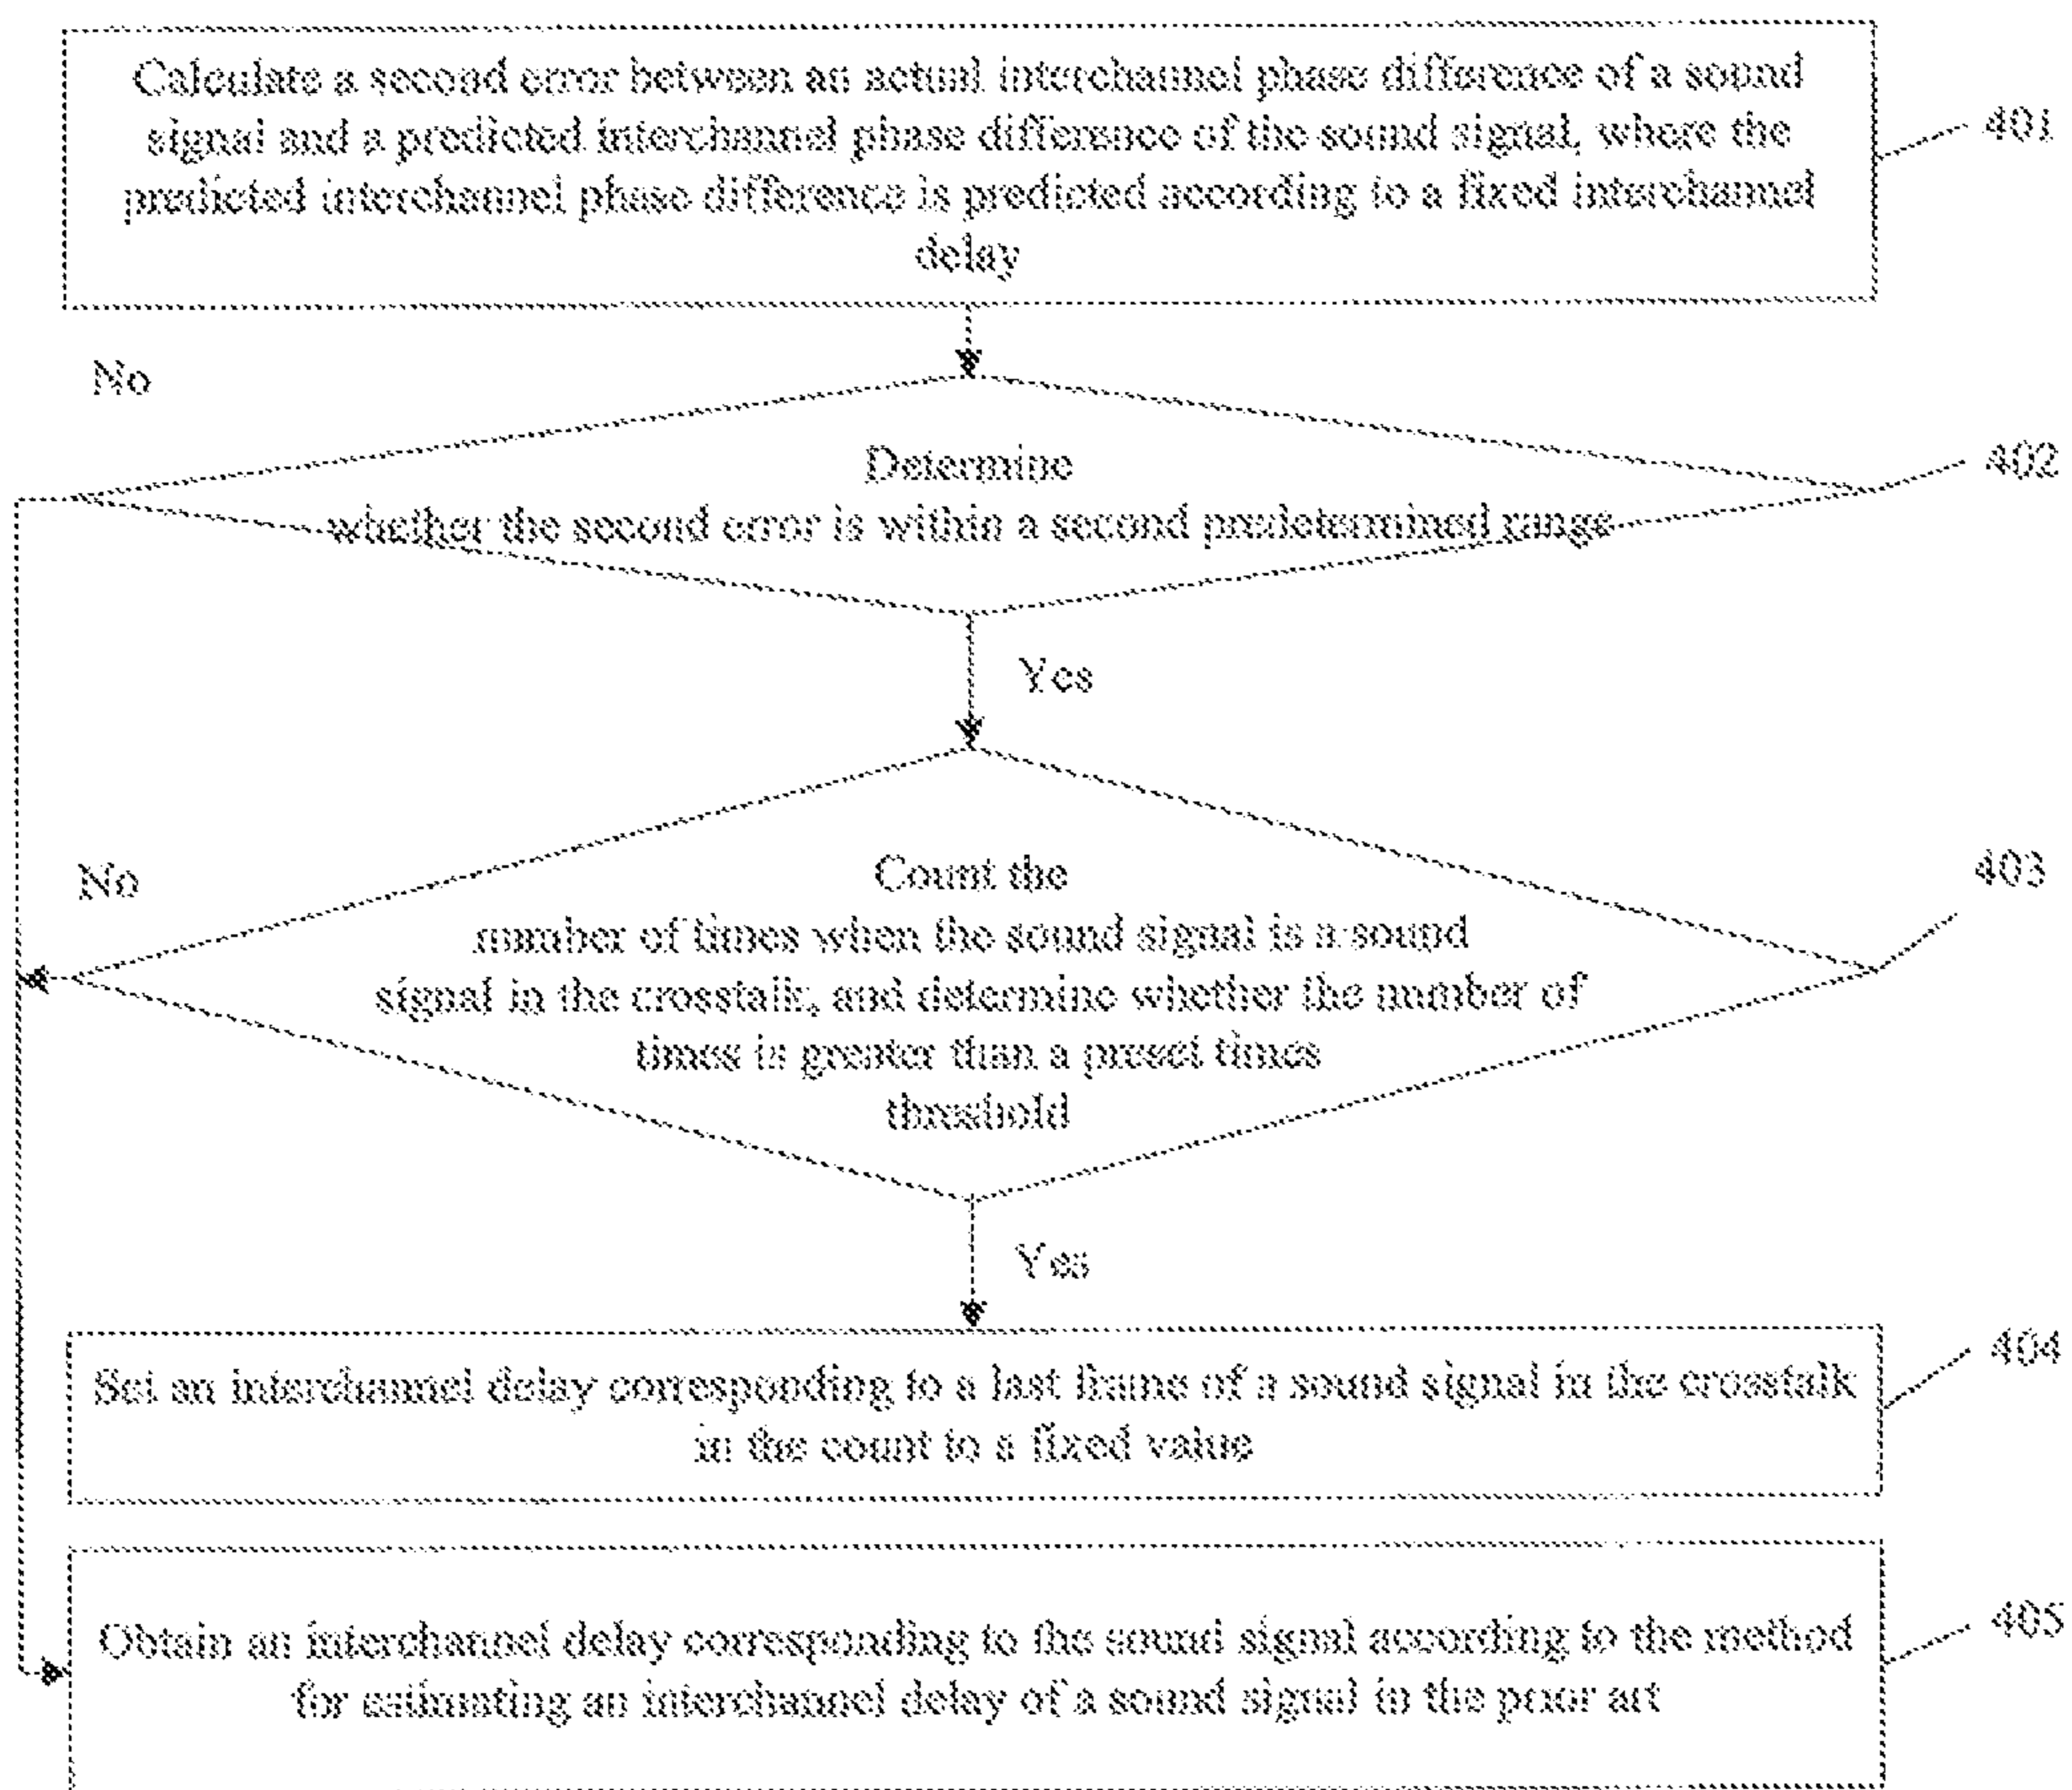 Calculate a second error between an actual interchannel phase difference of a sound
signal and a predicted interchannel phase difference of the sound signal, where the
predicted interchannel phase difference is predicted according to a fixed interchannel
delay
401
No
Determine
whether the second error is within a second predetermined range
402
Yes
No
Count the
number of times when the sound signal is a sound
signal in the crosstalk, and determine whether the number of
times is greater than a preset times
threshold
403
Yes
Set an interchannel delay corresponding to a last frame of a sound signal in the crosstalk
in the count to a fixed value
404
Obtain an interchannel delay corresponding to the sound signal according to the method
for estimating an interchannel delay of a sound signal in the prior art
405